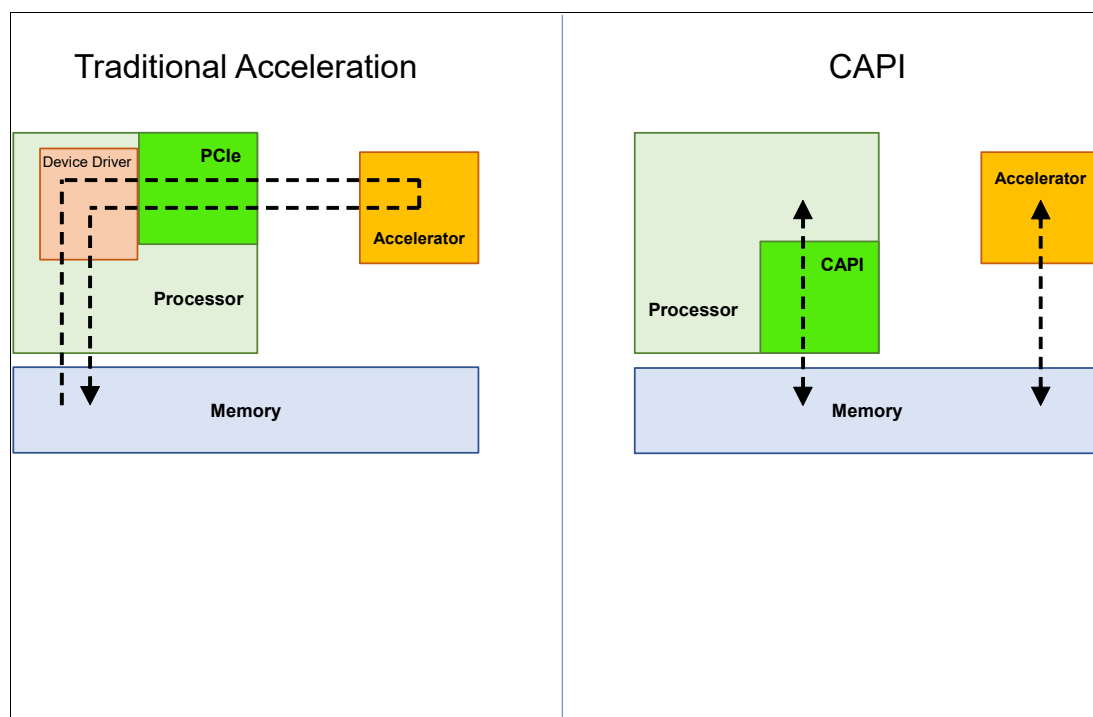 Traditional Acceleration
Device Driver
PCIe
Accelerator
Processor
Memory
CAPI
Accelerator
CAPI
Processor
Memory